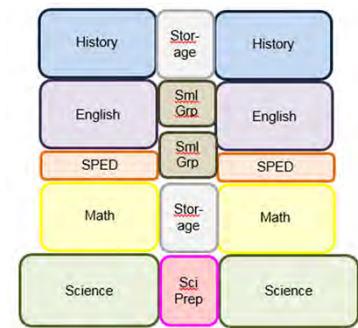 History
Stor-
age
History
English
Sml
Grp
English
Sml
Grp
SPED
SPED
Math
Stor-
age
Math
Science
Sci
Prep
Science